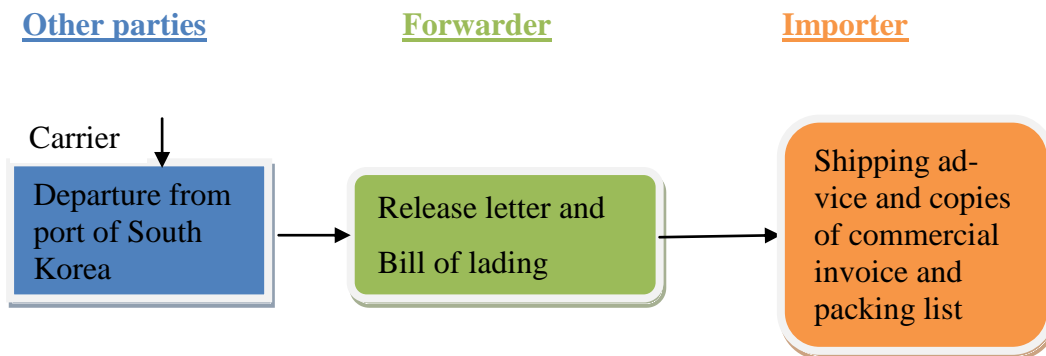 Other parties
Forwarder
Importer
Carrier
Departure from
port of South
Korea
Release letter and
Bill of lading
Shipping ad-
vice and copies
of commercial
invoice and
packing list